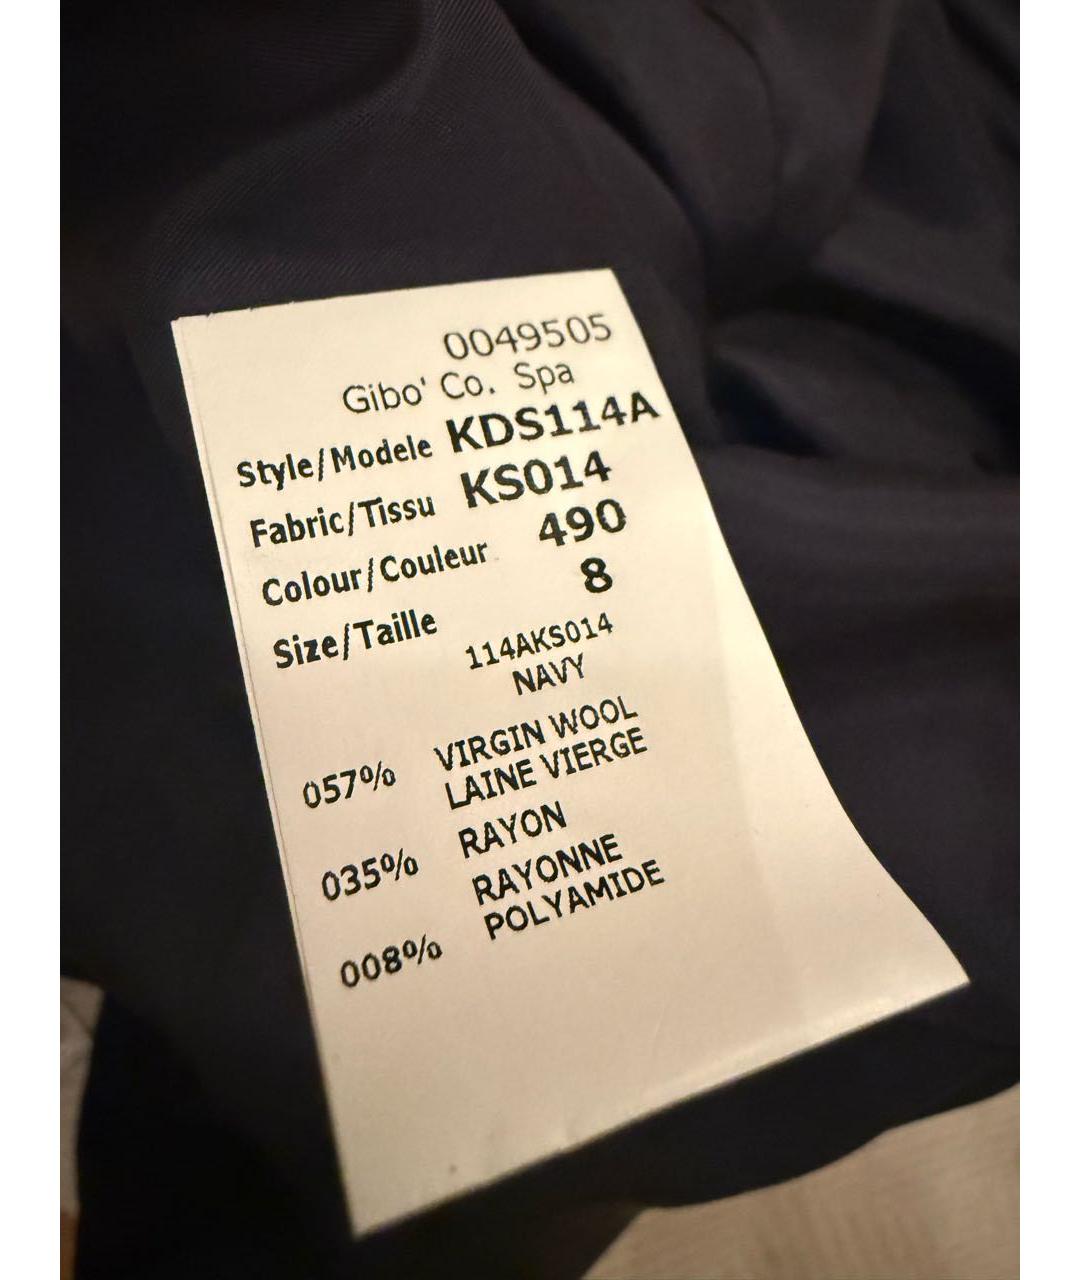 0049505
Gibo' Co. Spa
Style/Modele KDS114A
Fabric/Tissu KS014
Colour/Couleur 490
Size/Taille 8
114AKS014
NAVY
057% VIRGIN WOOL
LAINE VIERGE
035% RAYON
RAYONNE
008% POLYAMIDE